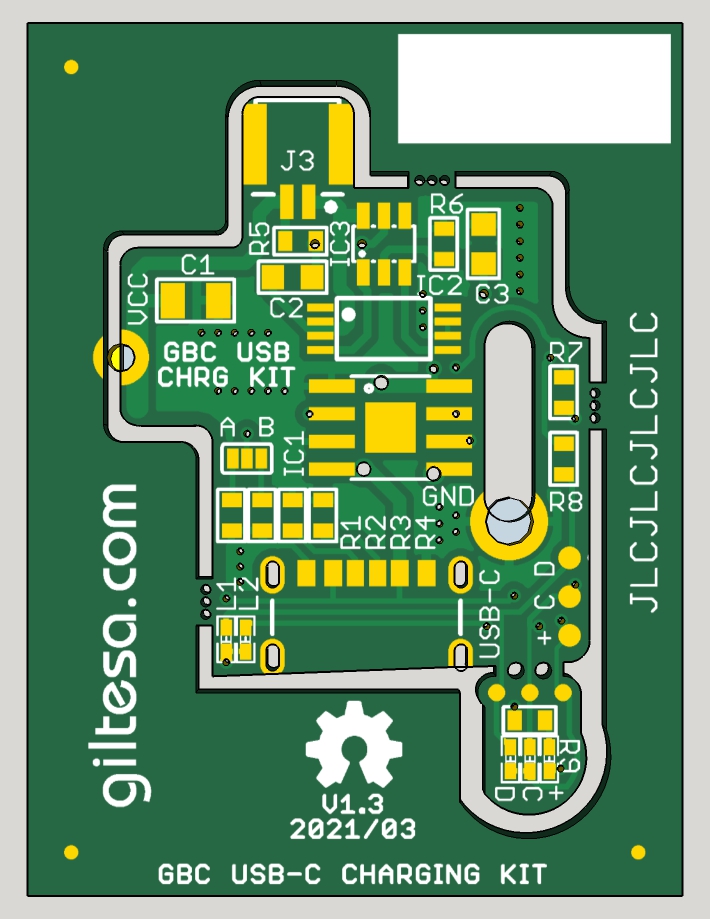 J3
R5
IC3
R6
C1
VCC
C2
IC2
C3
GBC USB
CHRG KIT
R7
A B
IC1
GND
R8
R1
R2
R3
R4
L1
L2
USB-C
D
C
+
R9
D
C
+
JLCJLCJLCJLC
giltesa.com
V1.3
2021/03
GBC USB-C CHARGING KIT